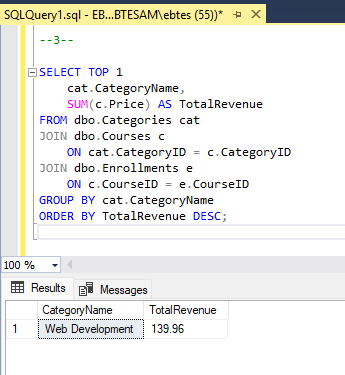 SQLQuery1.sql - EB...BTESAM\ebtes (55))*
--3--
SELECT TOP 1
cat.CategoryName,
SUM(c.Price) AS TotalRevenue
FROM dbo.Categories cat
JOIN dbo.Courses c
ON cat.CategoryID = c.CategoryID
JOIN dbo.Enrollments e
ON c.CourseID = e.CourseID
GROUP BY cat.CategoryName
ORDER BY TotalRevenue DESC;
100 %
Results Messages
CategoryName TotalRevenue
1 Web Development 139.96